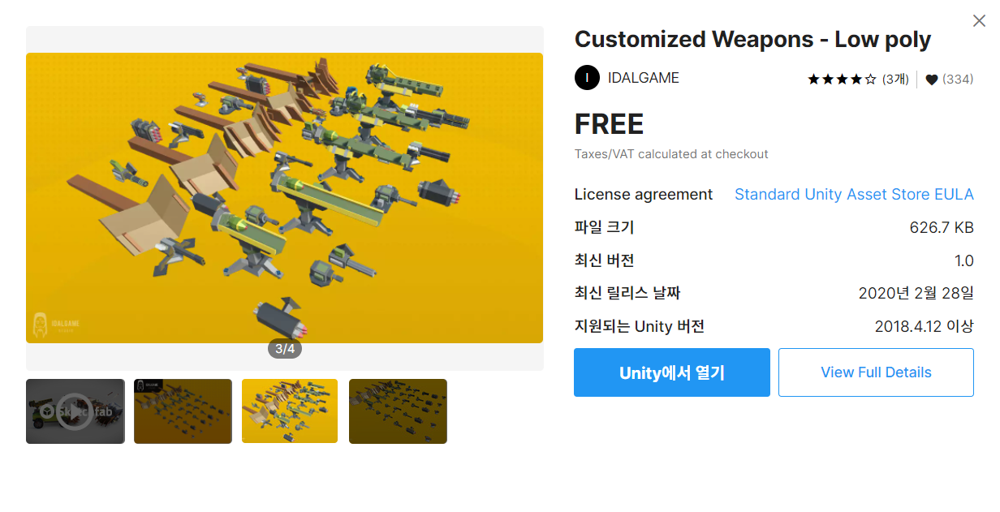 Customized Weapons - Low poly
I IDALGAME
(3개) (334)
FREE
Taxes/VAT calculated at checkout
License agreement Standard Unity Asset Store EULA
파일 크기 626.7 KB
최신 버전 1.0
최신 릴리스 날짜 2020년 2월 28일
지원되는 Unity 버전 2018.4.12 이상
IDALGAME
3/4
Unity에서 열기 View Full Details
Sketchfab